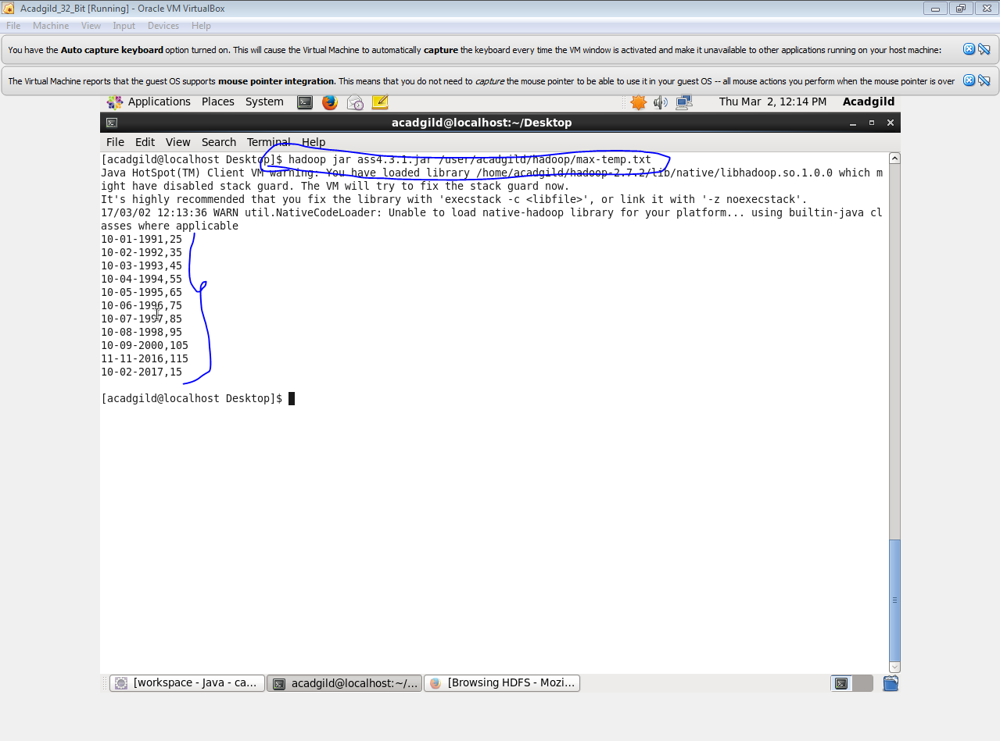 Acadgild_32_Bit [Running] - Oracle VM VirtualBox
File Machine View Input Devices Help
You have the Auto capture keyboard option turned on. This will cause the Virtual Machine to automatically capture the keyboard every time the VM window is activated and make it unavailable to other applications running on your host machine:
The Virtual Machine reports that the guest OS supports mouse pointer integration. This means that you do not need to capture the mouse pointer to be able to use it in your guest OS -- all mouse actions you perform when the mouse pointer is over
Applications Places System Thu Mar 2, 12:14 PM Acadgild
acadgild@localhost:~/Desktop
File Edit View Search Terminal Help
[acadgild@localhost Desktop]$ hadoop jar ass4.3.1.jar /user/acadgild/hadoop/max-temp.txt
Java HotSpot(TM) Client VM warning: You have loaded library /home/acadgild/hadoop-2.7.2/lib/native/libhadoop.so.1.0.0 which m
ight have disabled stack guard. The VM will try to fix the stack guard now.
It's highly recommended that you fix the library with 'execstack -c <libfile>', or link it with '-z noexecstack'.
17/03/02 12:13:36 WARN util.NativeCodeLoader: Unable to load native-hadoop library for your platform... using builtin-java cl
asses where applicable
10-01-1991,25
10-02-1992,35
10-03-1993,45
10-04-1994,55
10-05-1995,65
10-06-1996,75
10-07-1997,85
10-08-1998,95
10-09-2000,105
11-11-2016,115
10-02-2017,15
[acadgild@localhost Desktop]$
[workspace - Java - ca... acadgild@localhost:~/... [Browsing HDFS - Mozi...